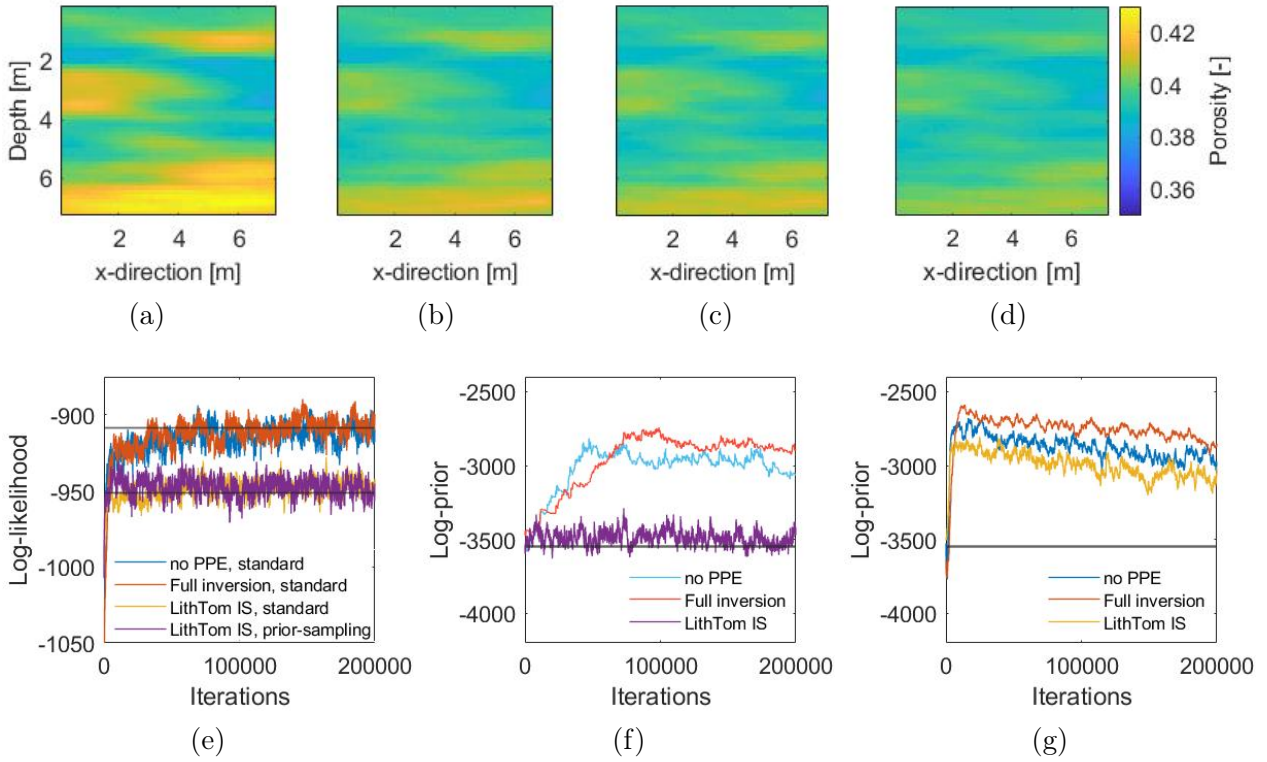 Depth [m]
2
4
6
2 4 6
x-direction [m]
(a)
2 4 6
x-direction [m]
(b)
2 4 6
x-direction [m]
(c)
2 4 6
x-direction [m]
(d)
0.42
0.4
0.38
0.36
Porosity [-]
Log-likelihood
-900
-950
-1000
-1050
no PPE, standard
Full inversion, standard
LithTom IS, standard
LithTom IS, prior-sampling
0 100000 200000
Iterations
(e)
Log-prior
-2500
-3000
-3500
-4000
no PPE
Full inversion
LithTom IS
0 100000 200000
Iterations
(f)
Log-prior
-2500
-3000
-3500
-4000
no PPE
Full inversion
LithTom IS
0 100000 200000
Iterations
(g)